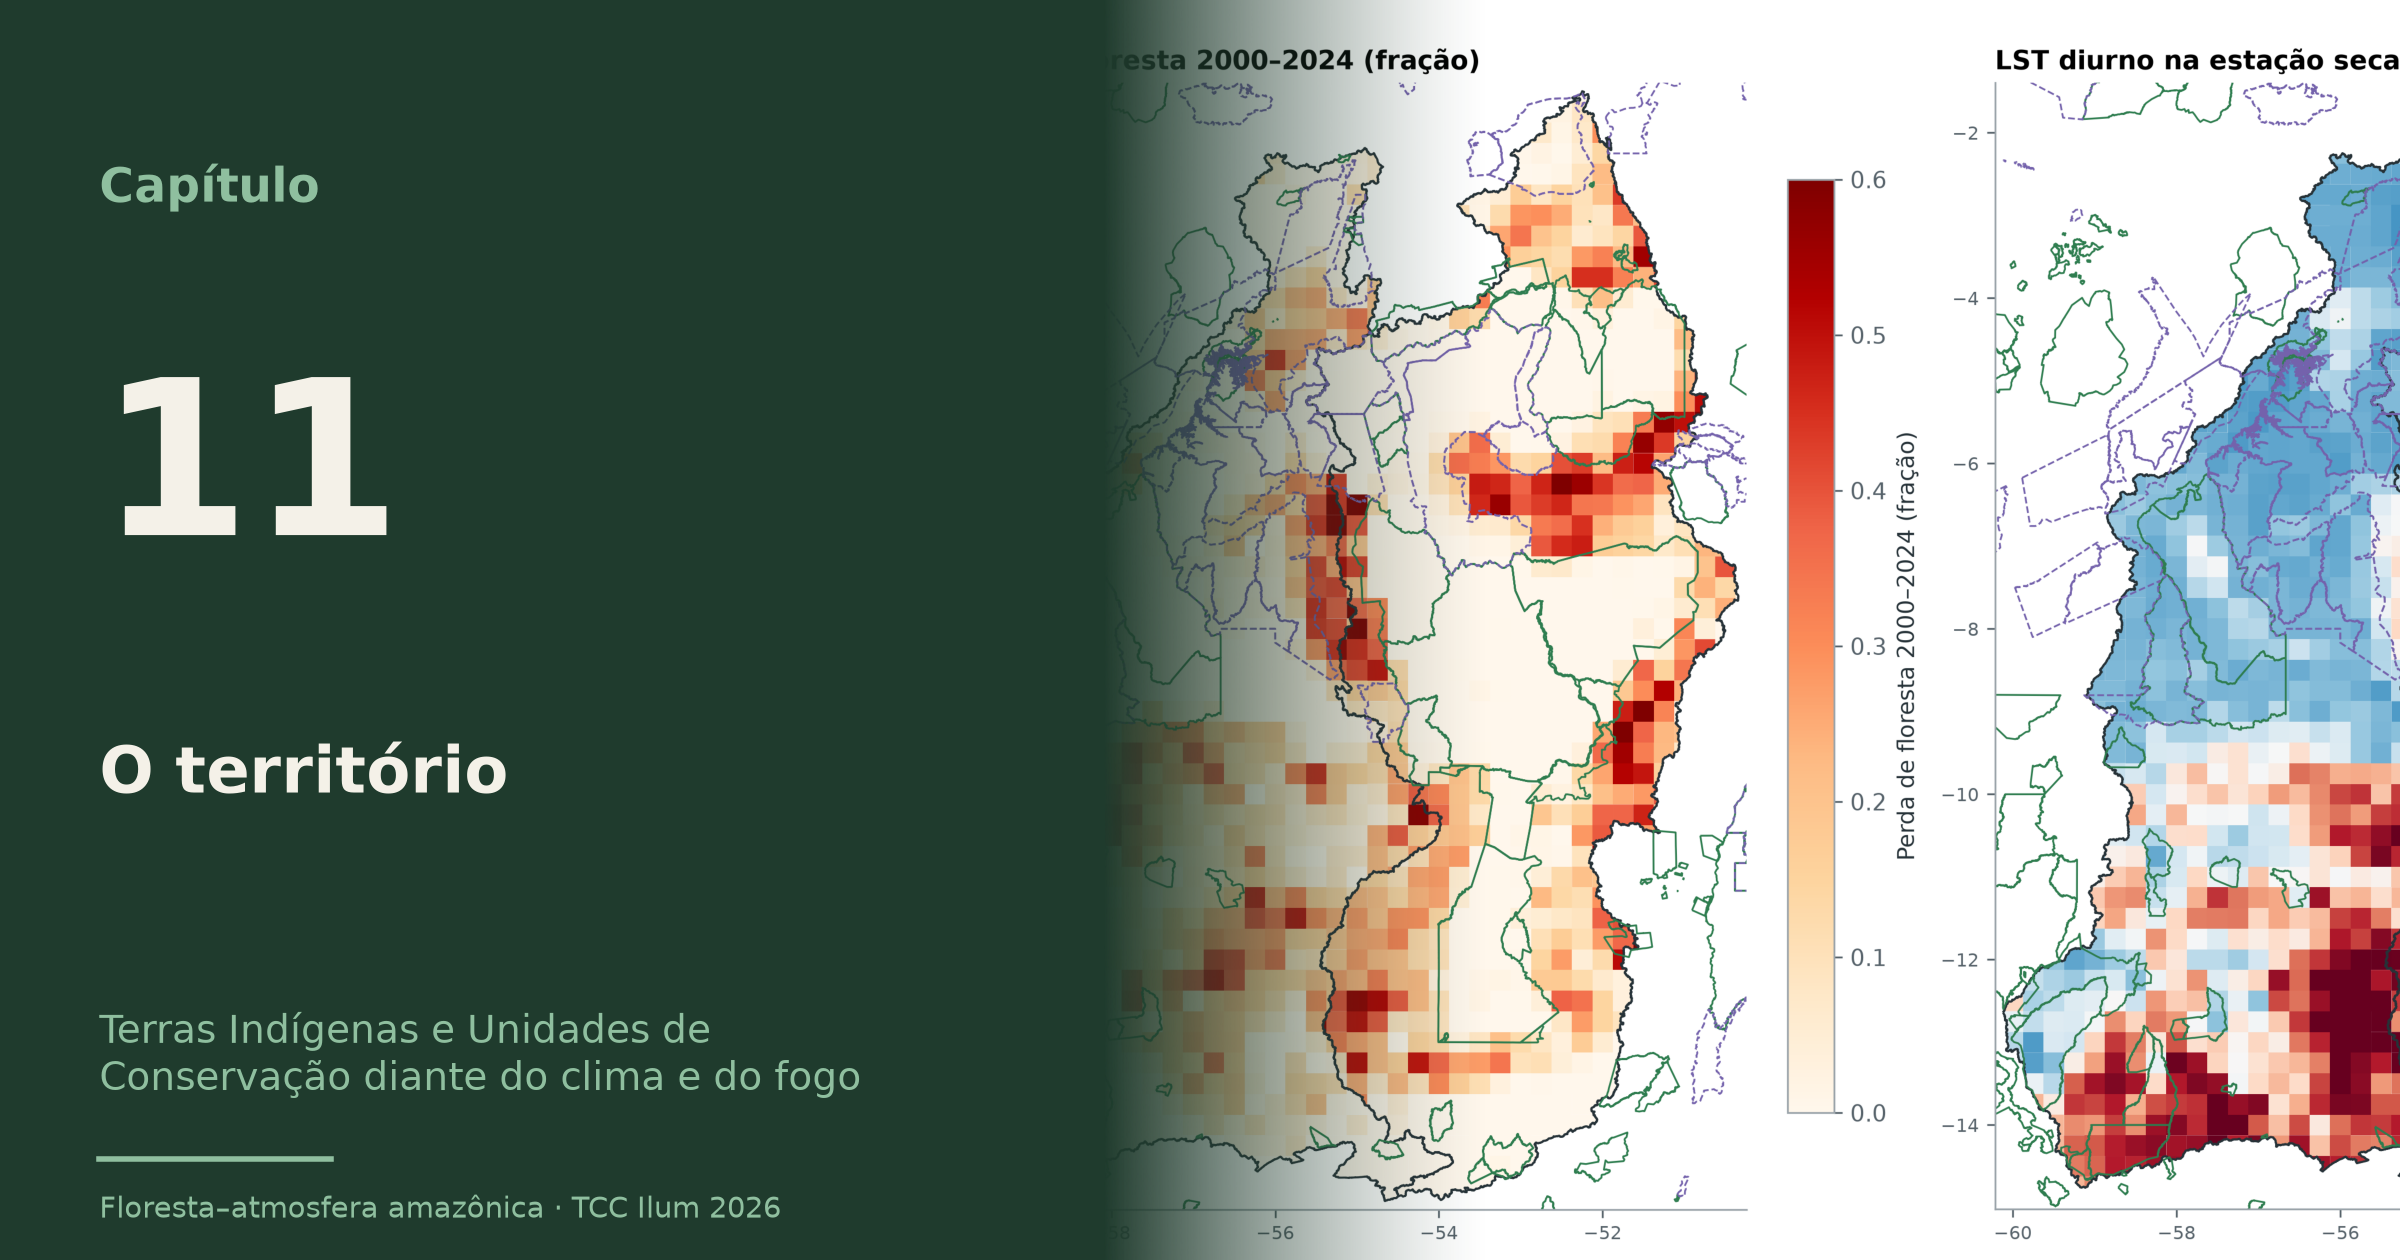 Capítulo
11
O território
Terras Indígenas e Unidades de
Conservação diante do clima e do fogo
Floresta–atmosfera amazônica · TCC Ilum 2026
resta 2000–2024 (fração)
0.6
0.5
0.4
0.3
0.2
0.1
0.0
Perda de floresta 2000–2024 (fração)
−56
−54
−52
LST diurno na estação seca
−2
−4
−6
−8
−10
−12
−14
−60
−58
−56